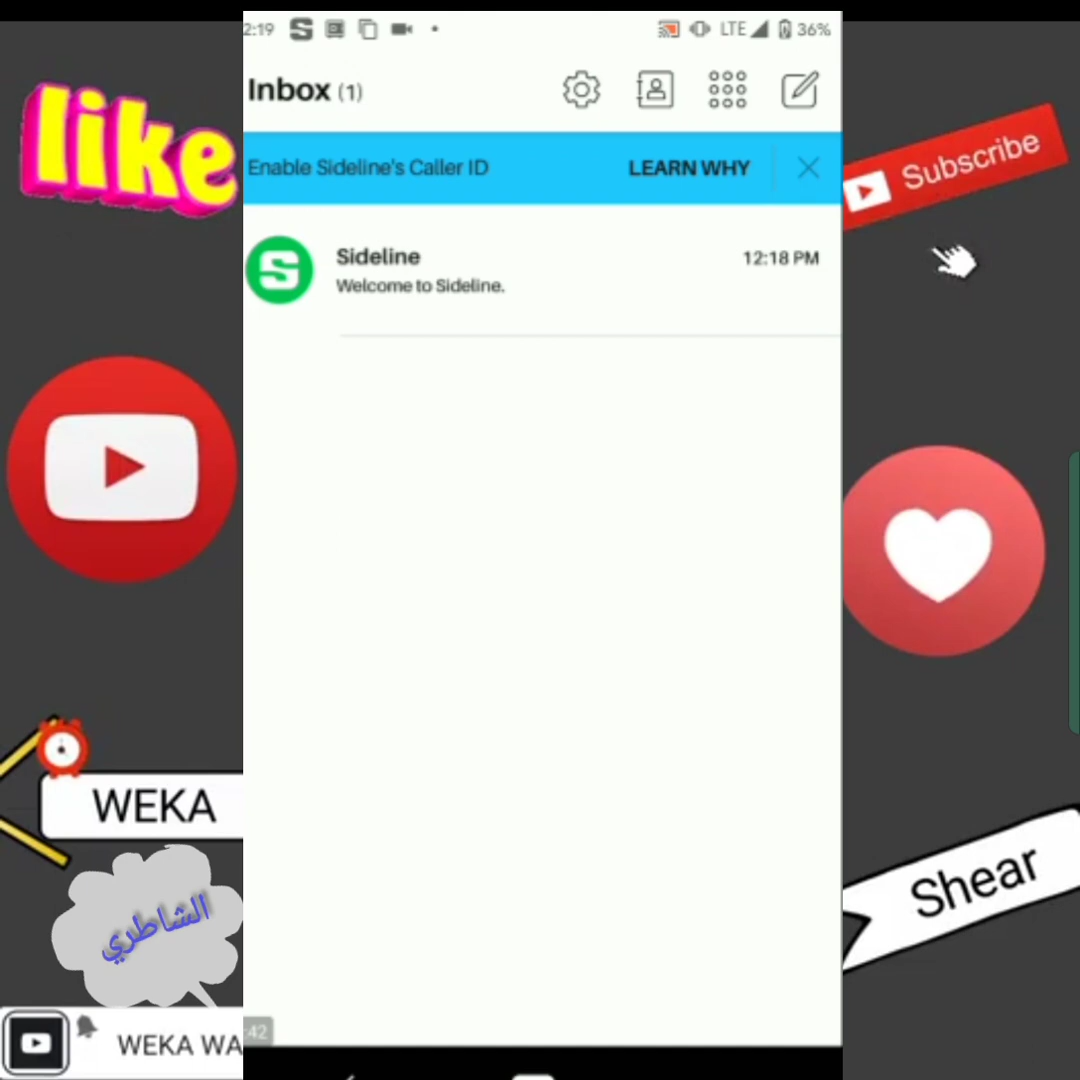 2:19
LTE
36%
Inbox (1)
Enable Sideline's Caller ID
LEARN WHY
Sideline
12:18 PM
Welcome to Sideline.
like
Subscribe
WEKA
الشاطري
Shear
:42
WEKA WA